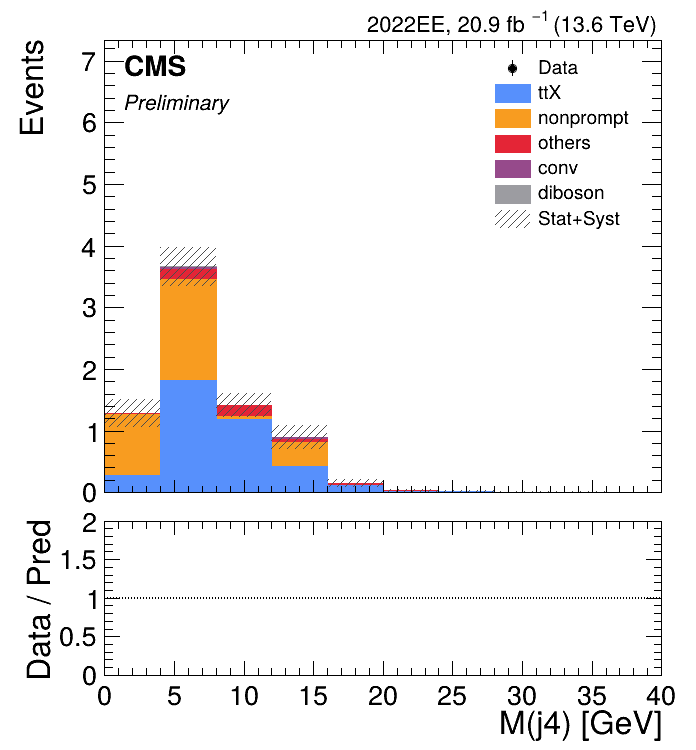 2022EE, 20.9 fb⁻¹ (13.6 TeV)
Events
CMS
Preliminary
Data
ttX
nonprompt
others
conv
diboson
Stat+Syst
7
6
5
4
3
2
1
0
Data / Pred
2
1.5
1
0.5
0
0 5 10 15 20 25 30 35 40
M(j4) [GeV]